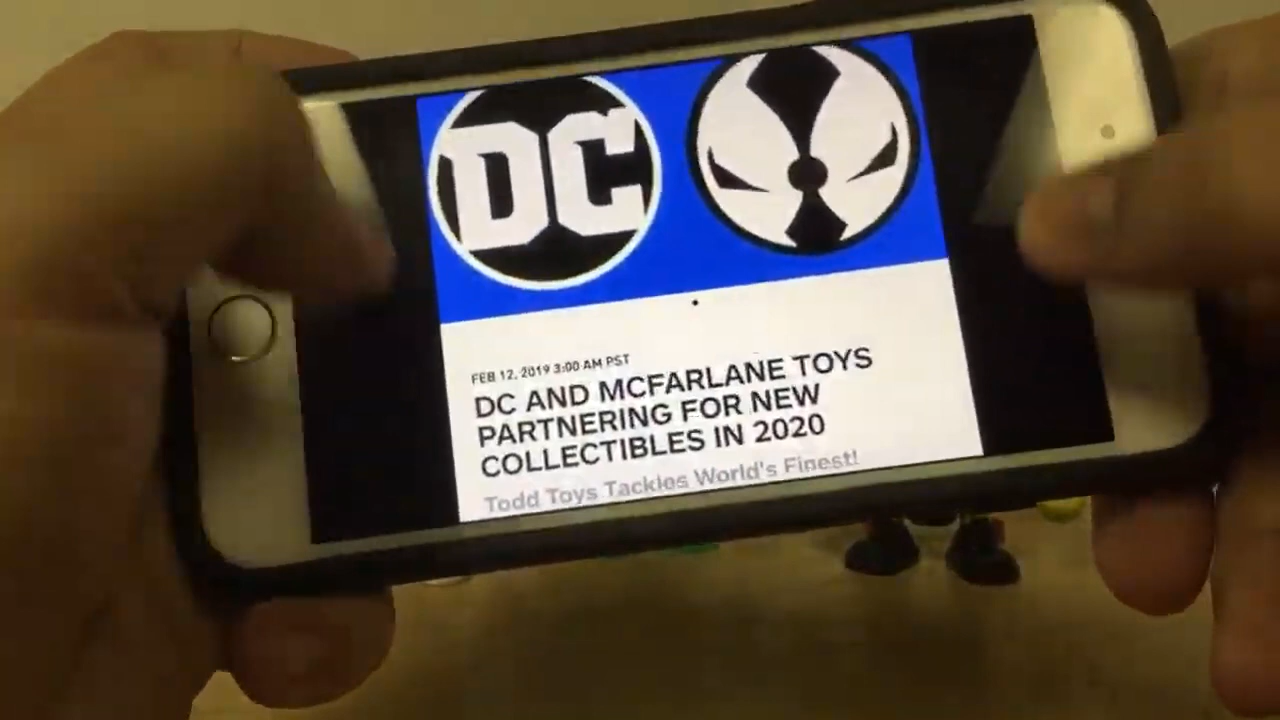 DC
FEB 12, 2019 3:00 AM PST
DC AND MCFARLANE TOYS
PARTNERING FOR NEW
COLLECTIBLES IN 2020
Todd Toys Tackles World's Finest!